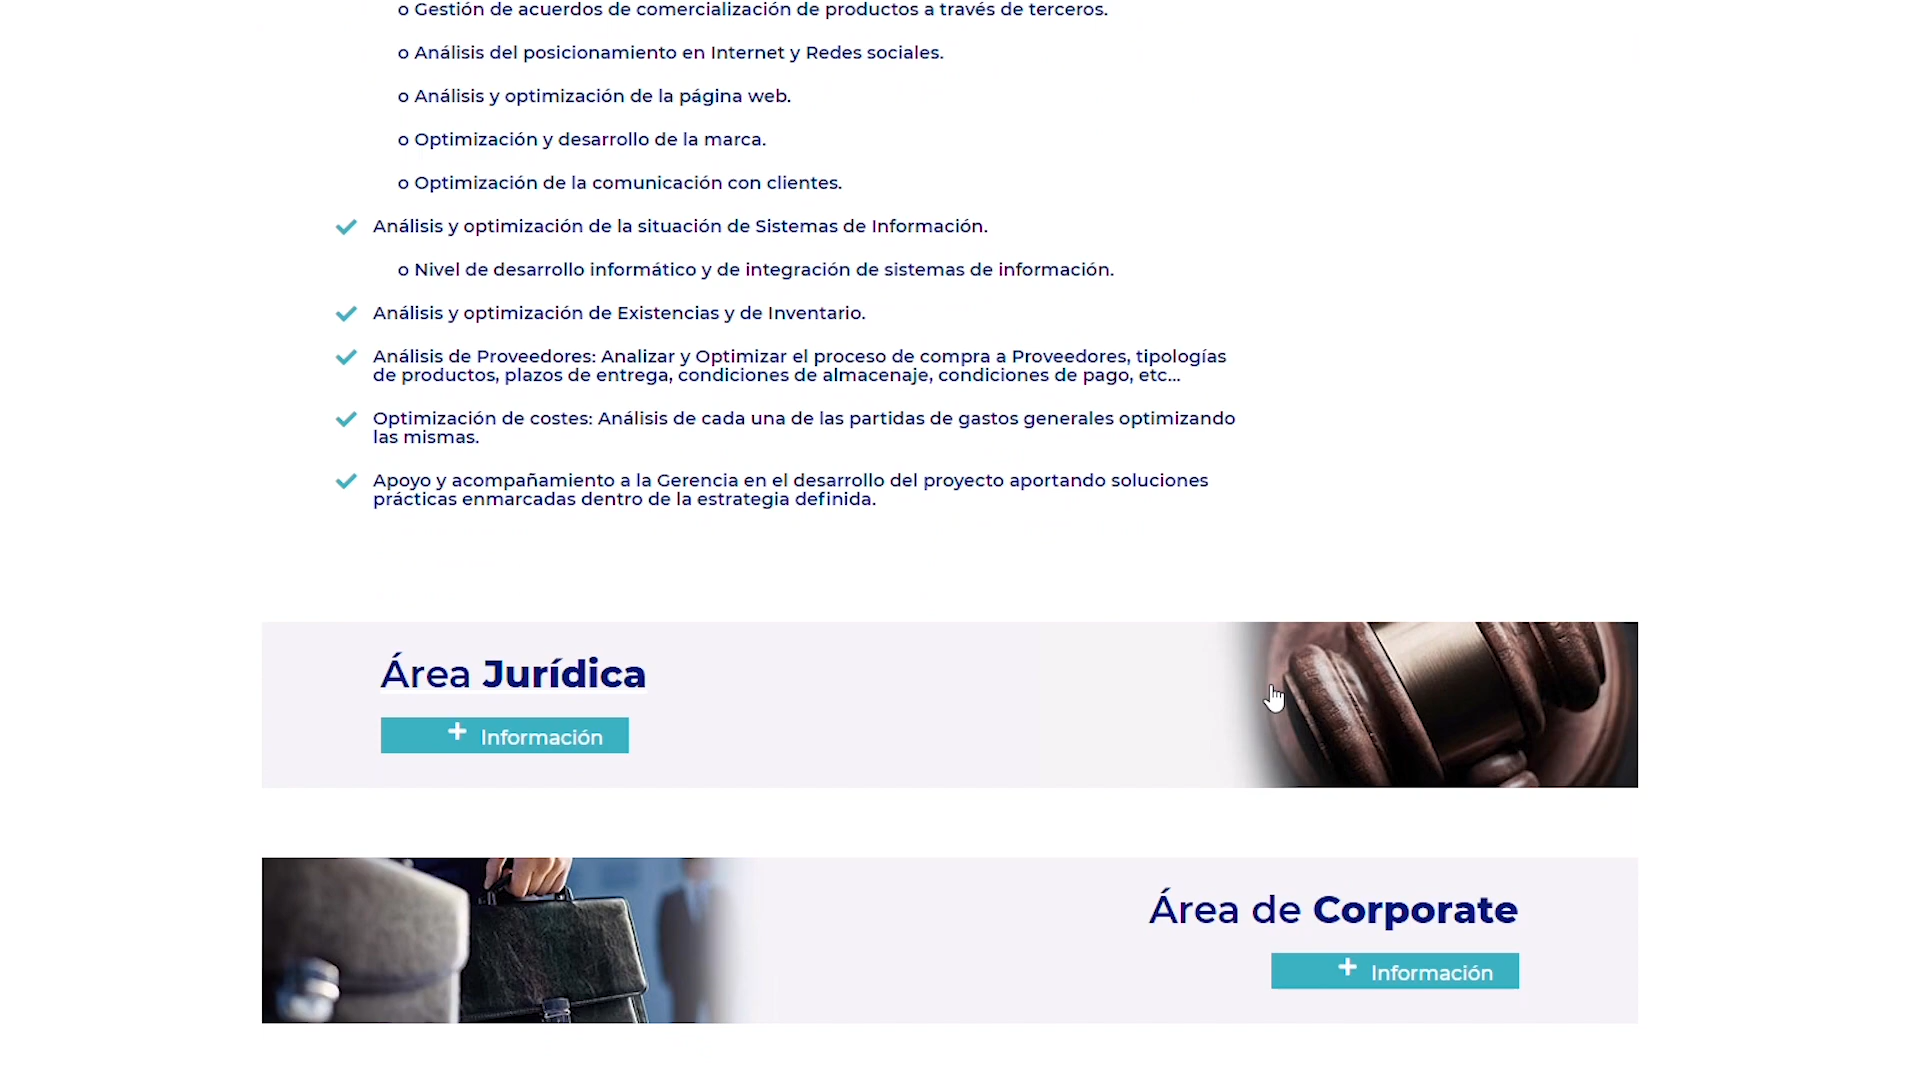 o Gestión de acuerdos de comercialización de productos a través de terceros.
o Análisis del posicionamiento en Internet y Redes sociales.
o Análisis y optimización de la página web.
o Optimización y desarrollo de la marca.
o Optimización de la comunicación con clientes.
Análisis y optimización de la situación de Sistemas de Información.
o Nivel de desarrollo informático y de integración de sistemas de información.
Análisis y optimización de Existencias y de Inventario.
Análisis de Proveedores: Analizar y Optimizar el proceso de compra a Proveedores, tipologías
de productos, plazos de entrega, condiciones de almacenaje, condiciones de pago, etc...
Optimización de costes: Análisis de cada una de las partidas de gastos generales optimizando
las mismas.
Apoyo y acompañamiento a la Gerencia en el desarrollo del proyecto aportando soluciones
prácticas enmarcadas dentro de la estrategia definida.
Área Jurídica
+ Información
Área de Corporate
+ Información